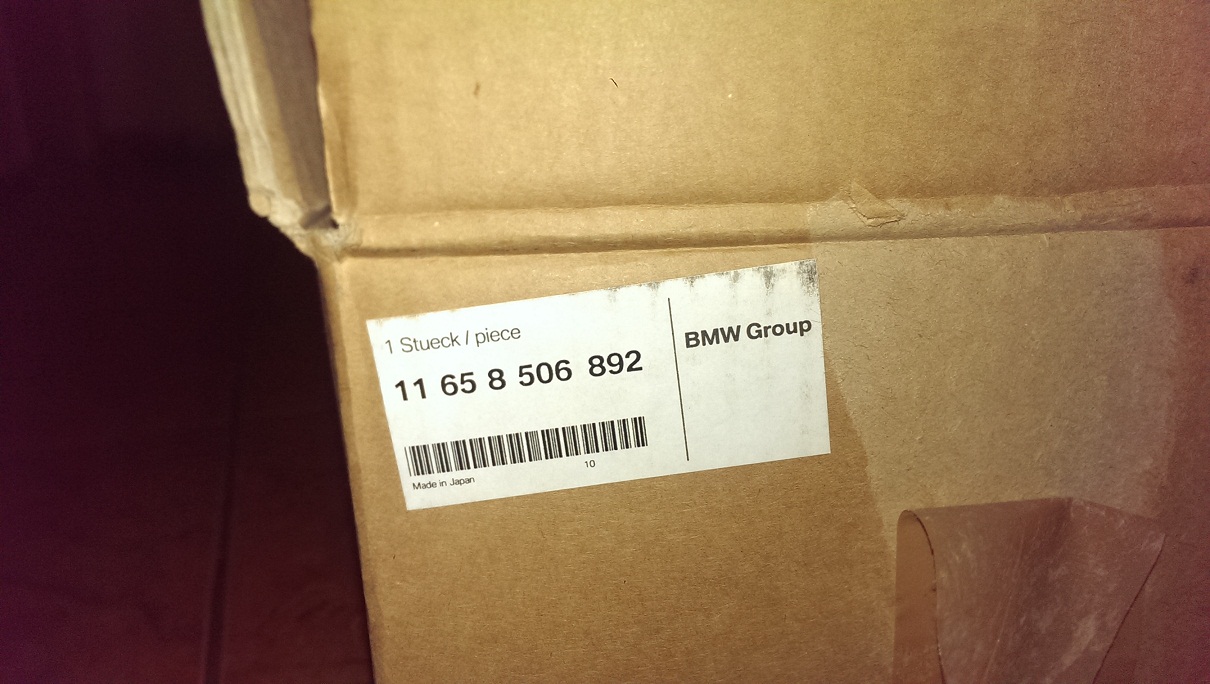 1 Stueck / piece
11 65 8 506 892
10
Made in Japan
BMW Group